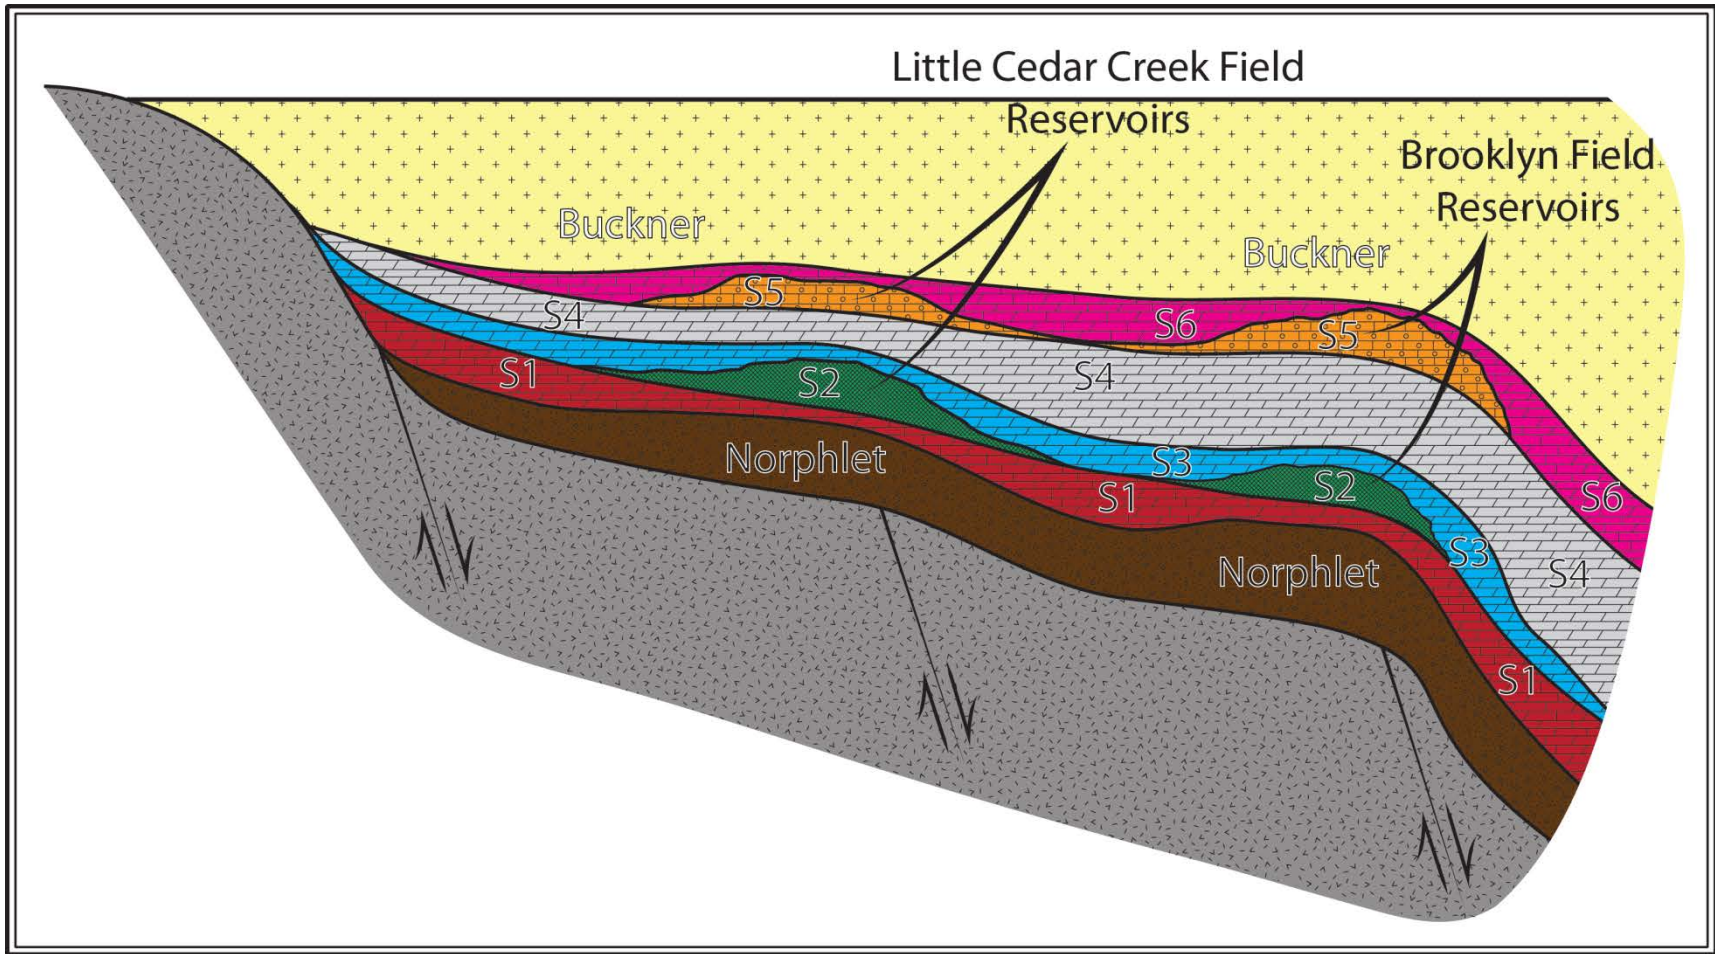 Little Cedar Creek Field
Reservoirs
Brooklyn Field
Reservoirs
Buckner
Buckner
S5
S4
S6
S5
S1
S2
S4
Norphlet
S3
S1
S2
S6
S3
S4
Norphlet
S1